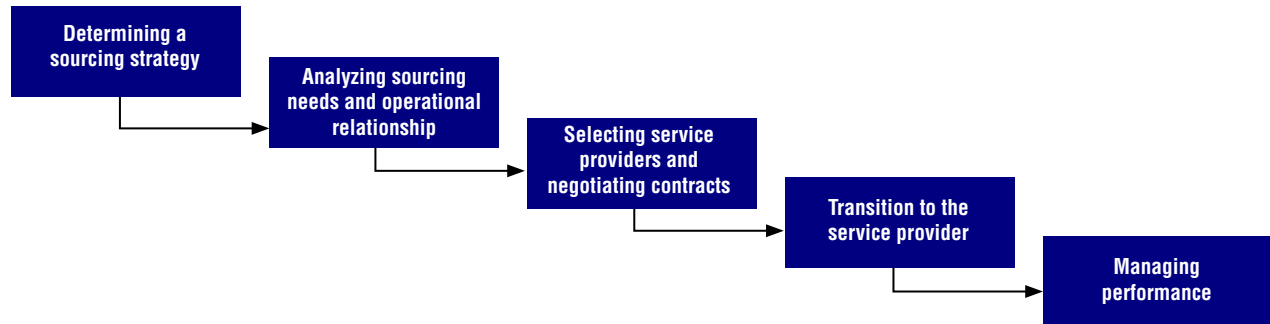 Determining a
sourcing strategy
Analyzing sourcing
needs and operational
relationship
Selecting service
providers and
negotiating contracts
Transition to the
service provider
Managing
performance